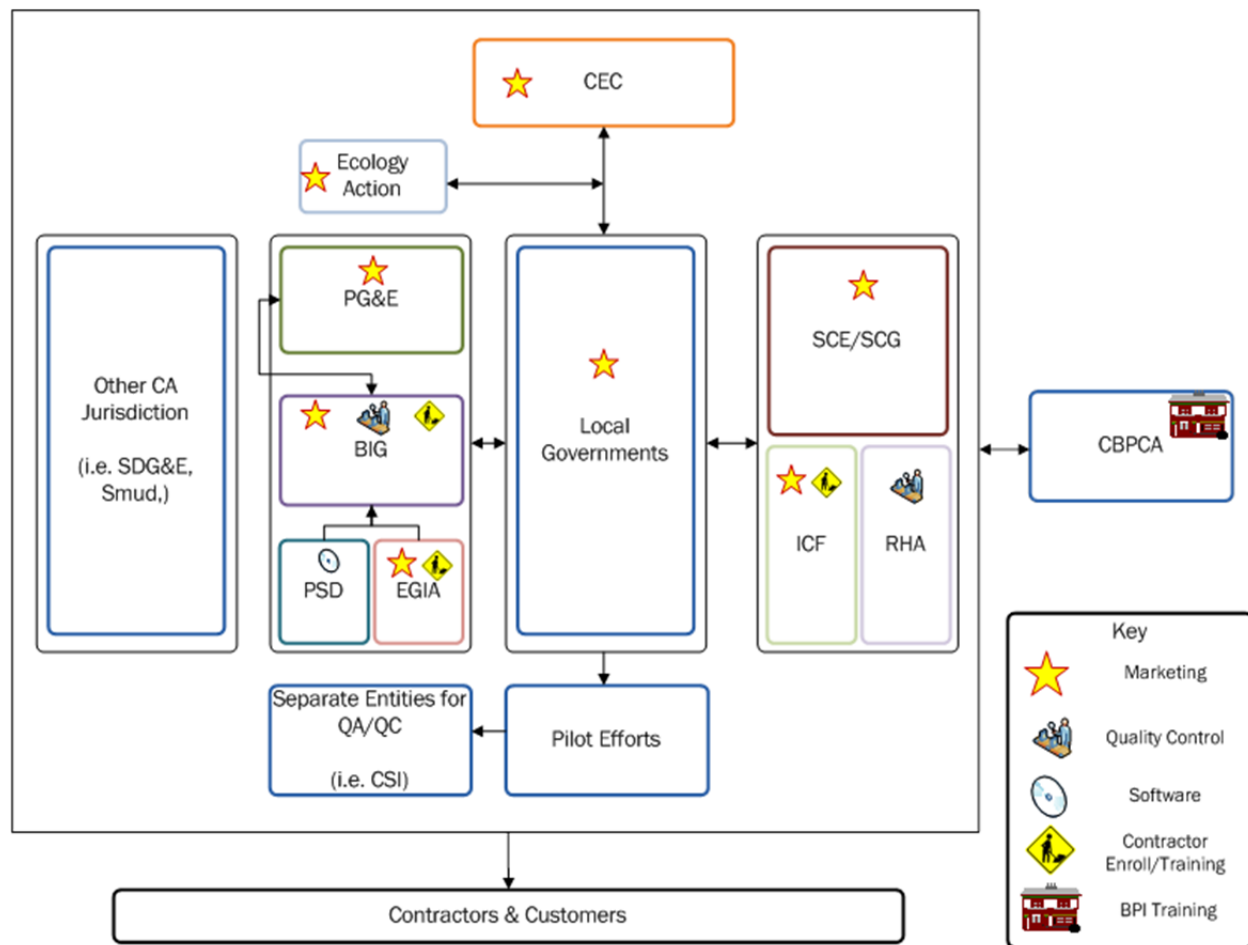 CEC
Ecology
Action
Other CA
Jurisdiction
(i.e. SDG&E,
Smud,)
PG&E
BIG
PSD
EGIA
Local
Governments
SCE/SCG
ICF
RHA
CBPCA
Separate Entities for
QA/QC
(i.e. CSI)
Pilot Efforts
Contractors & Customers
Key
Marketing
Quality Control
Software
Contractor
Enroll/Training
BPI Training